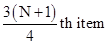 3(N+1)
4
th item